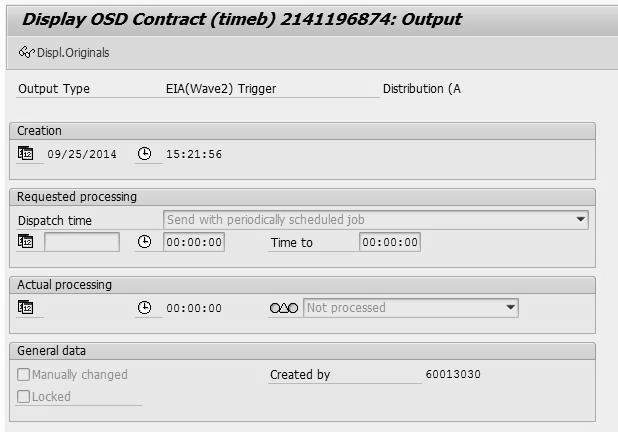 Display OSD Contract (timeb) 2141196874: Output
Displ.Originals
Output Type EIA(Wave2) Trigger Distribution (A
Creation
09/25/2014 15:21:56
Requested processing
Dispatch time Send with periodically scheduled job
00:00:00 Time to 00:00:00
Actual processing
00:00:00 Not processed
General data
Manually changed Created by 60013030
Locked